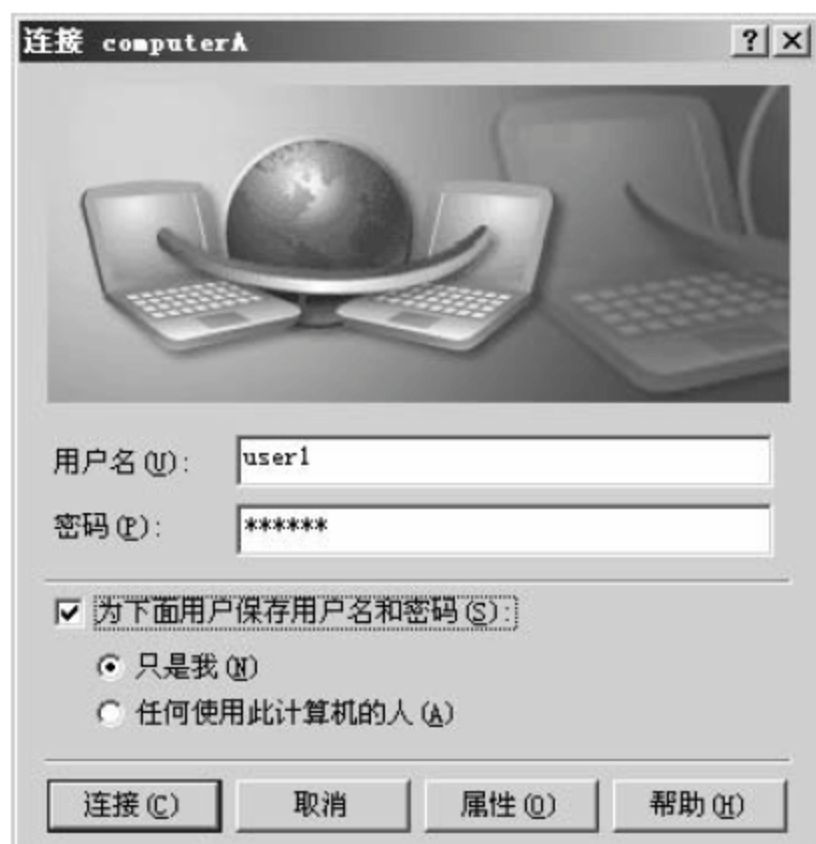 连接 computerA
用户名(U):
user1
密码(P):
******
为下面用户保存用户名和密码(S):
只是我(N)
任何使用此计算机的人(A)
连接(C)
取消
属性(O)
帮助(H)